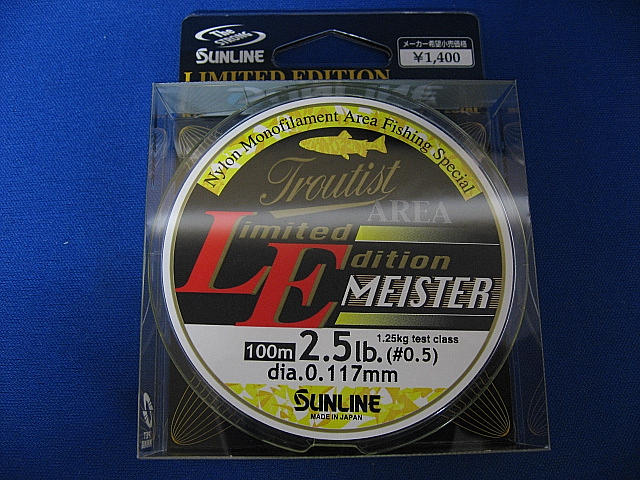 The
STRONG
SUNLINE
LIMITED EDITION
メーカー希望小売価格
¥1,400
Nylon Monofilament Area Fishing Special
Troutist
AREA
Limited
Edition
MEISTER
1.25kg test class
100m 2.5lb. (#0.5)
dia.0.117mm
SUNLINE
MADE IN JAPAN